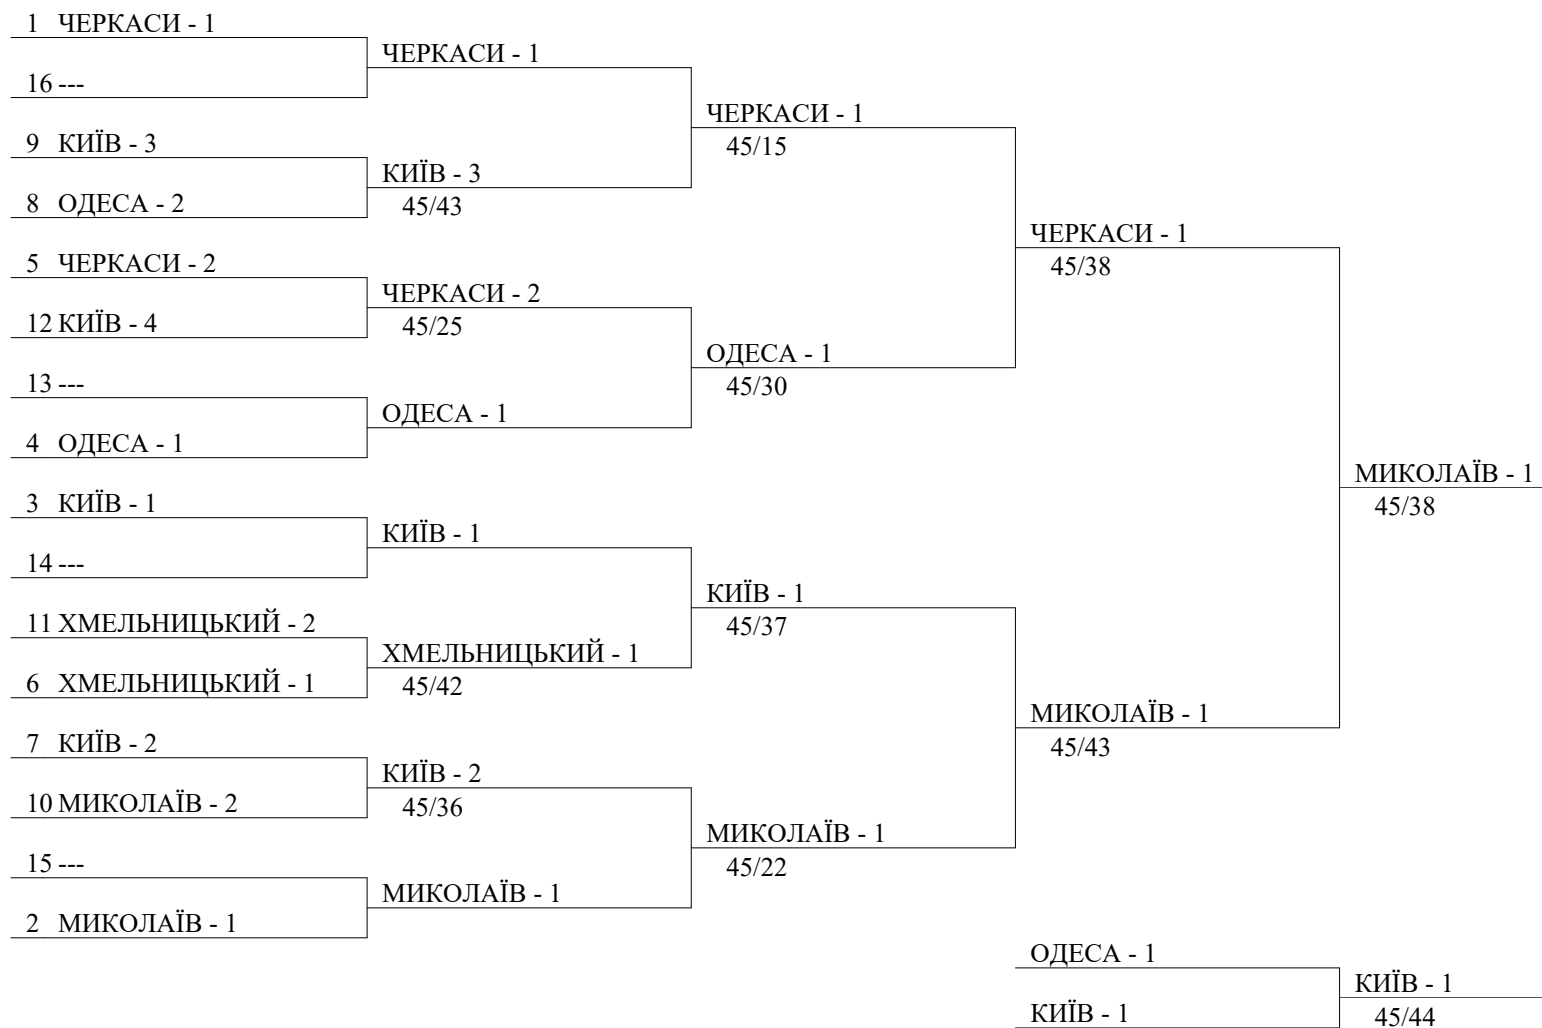 1 ЧЕРКАСИ - 1
ЧЕРКАСИ - 1
16 ---
ЧЕРКАСИ - 1
45/15
9 КИЇВ - 3
КИЇВ - 3
45/43
8 ОДЕСА - 2
ЧЕРКАСИ - 1
45/38
5 ЧЕРКАСИ - 2
ЧЕРКАСИ - 2
45/25
12 КИЇВ - 4
ОДЕСА - 1
45/30
13 ---
ОДЕСА - 1
4 ОДЕСА - 1
МИКОЛАЇВ - 1
45/38
3 КИЇВ - 1
КИЇВ - 1
14 ---
КИЇВ - 1
45/37
11 ХМЕЛЬНИЦЬКИЙ - 2
ХМЕЛЬНИЦЬКИЙ - 1
45/42
6 ХМЕЛЬНИЦЬКИЙ - 1
МИКОЛАЇВ - 1
45/43
7 КИЇВ - 2
КИЇВ - 2
45/36
10 МИКОЛАЇВ - 2
МИКОЛАЇВ - 1
45/22
15 ---
МИКОЛАЇВ - 1
2 МИКОЛАЇВ - 1
ОДЕСА - 1
КИЇВ - 1
45/44
КИЇВ - 1